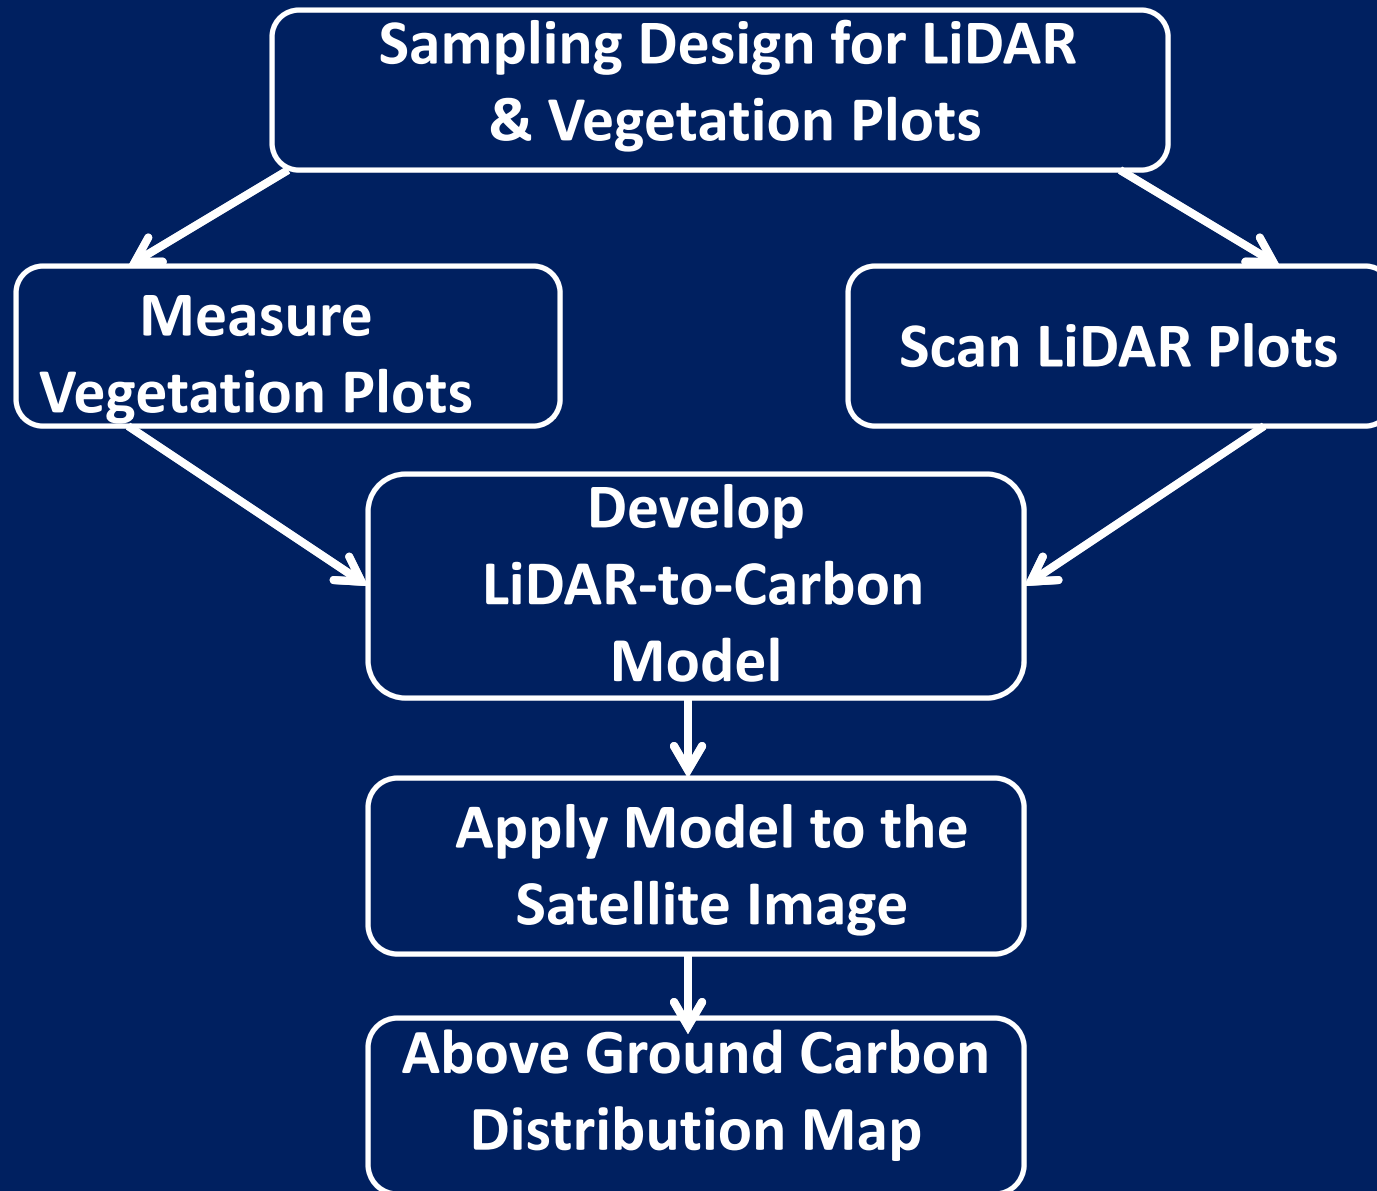 Sampling Design for LiDAR
& Vegetation Plots
Measure
Vegetation Plots
Scan LiDAR Plots
Develop
LiDAR-to-Carbon
Model
Apply Model to the
Satellite Image
Above Ground Carbon
Distribution Map